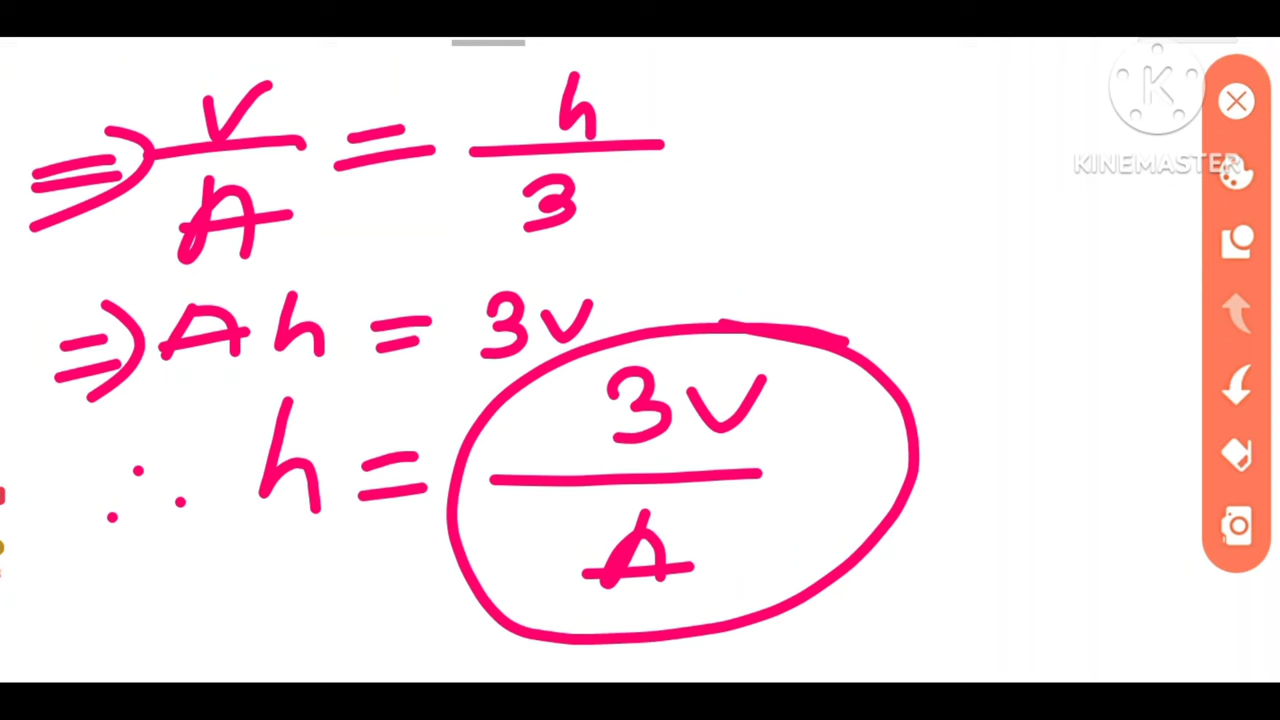 ⇒ V/A = h/3
K
KINEMASTER
⇒ Ah = 3V
∴ h = 3V/A